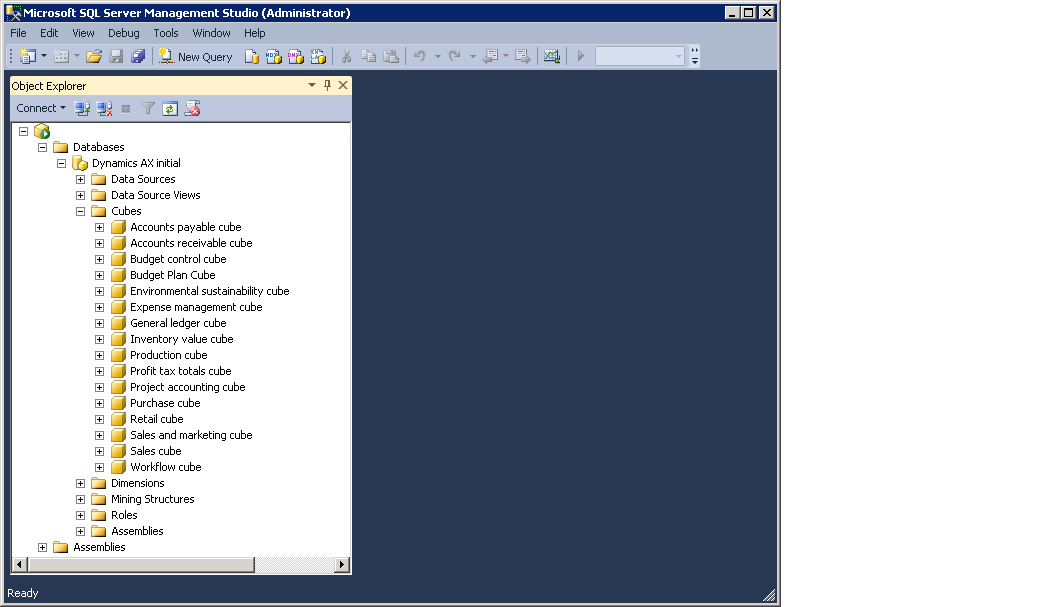 Microsoft SQL Server Management Studio (Administrator)
File Edit View Debug Tools Window Help
New Query
Object Explorer
Connect
Databases
Dynamics AX initial
Data Sources
Data Source Views
Cubes
Accounts payable cube
Accounts receivable cube
Budget control cube
Budget Plan Cube
Environmental sustainability cube
Expense management cube
General ledger cube
Inventory value cube
Production cube
Profit tax totals cube
Project accounting cube
Purchase cube
Retail cube
Sales and marketing cube
Sales cube
Workflow cube
Dimensions
Mining Structures
Roles
Assemblies
Assemblies
Ready